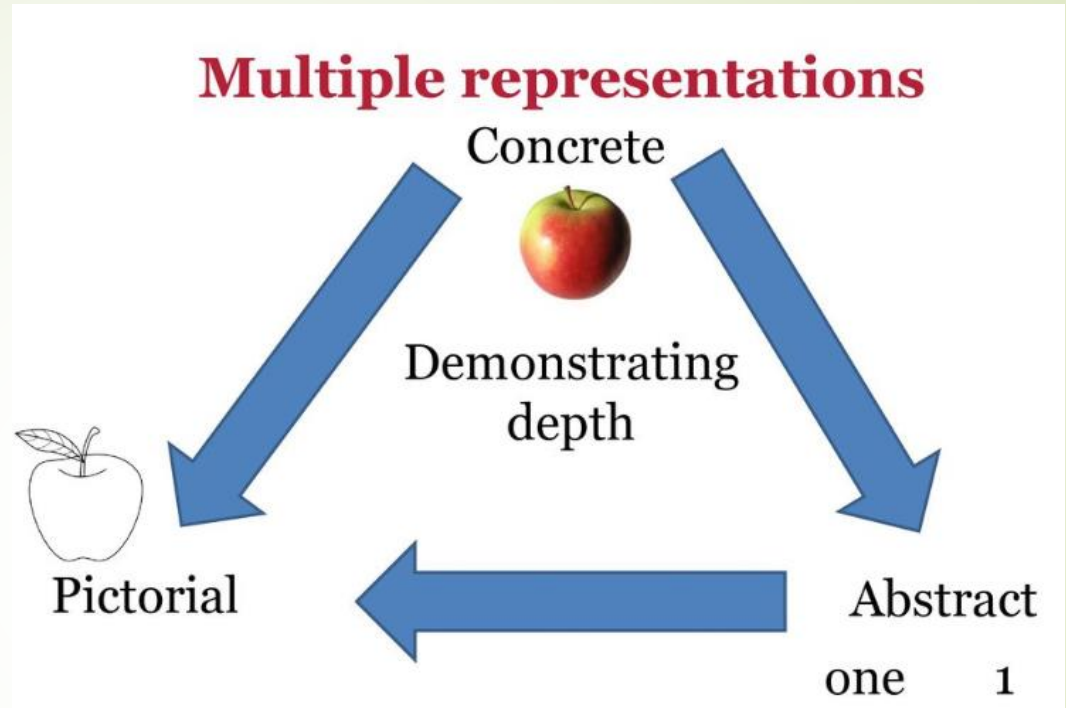 Multiple representations
Concrete
Demonstrating
depth
Pictorial
Abstract
one 1